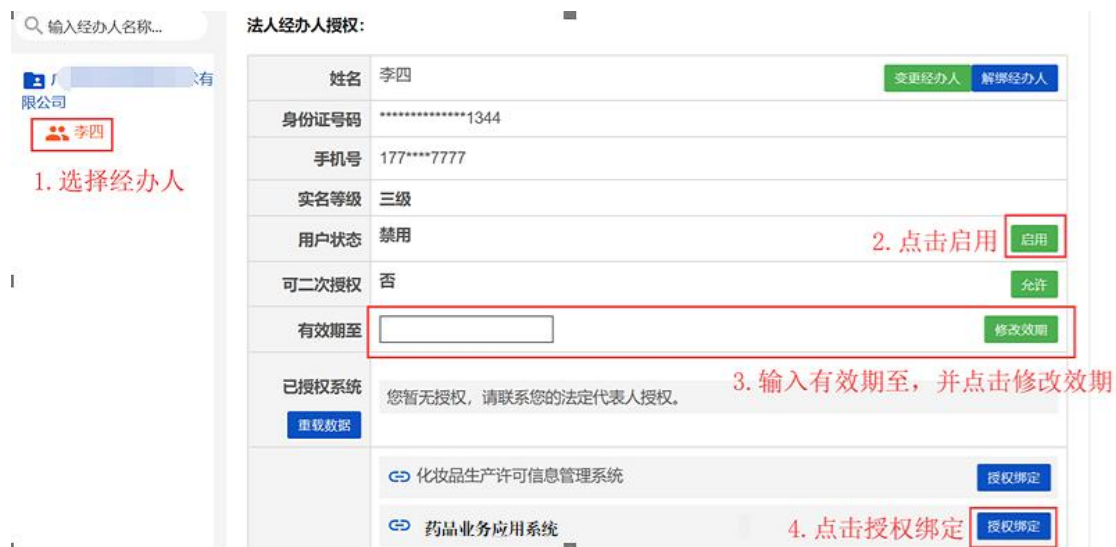 输入经办人名称...
法人经办人授权：
有
限公司
李四
1. 选择经办人
姓名 李四 变更经办人 解绑经办人
身份证号码 **************1344
手机号 177****7777
实名等级 三级
用户状态 禁用 2. 点击启用 启用
可二次授权 否 允许
有效期至 修改效期
3. 输入有效期至，并点击修改效期
已授权系统 您暂无授权，请联系您的法定代表人授权。
重载数据
化妆品生产许可信息管理系统 授权绑定
药品业务应用系统 4. 点击授权绑定 授权绑定